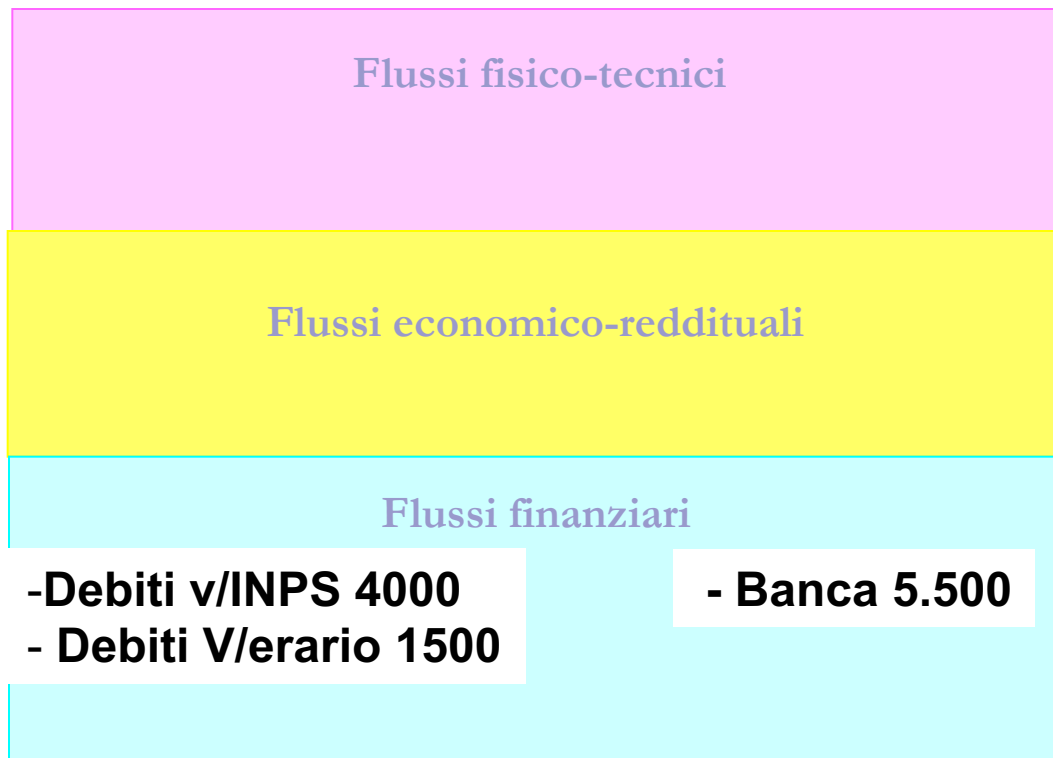 Flussi fisico-tecnici
Flussi economico-reddituali
Flussi finanziari
-Debiti v/INPS 4000
- Debiti V/erario 1500
- Banca 5.500